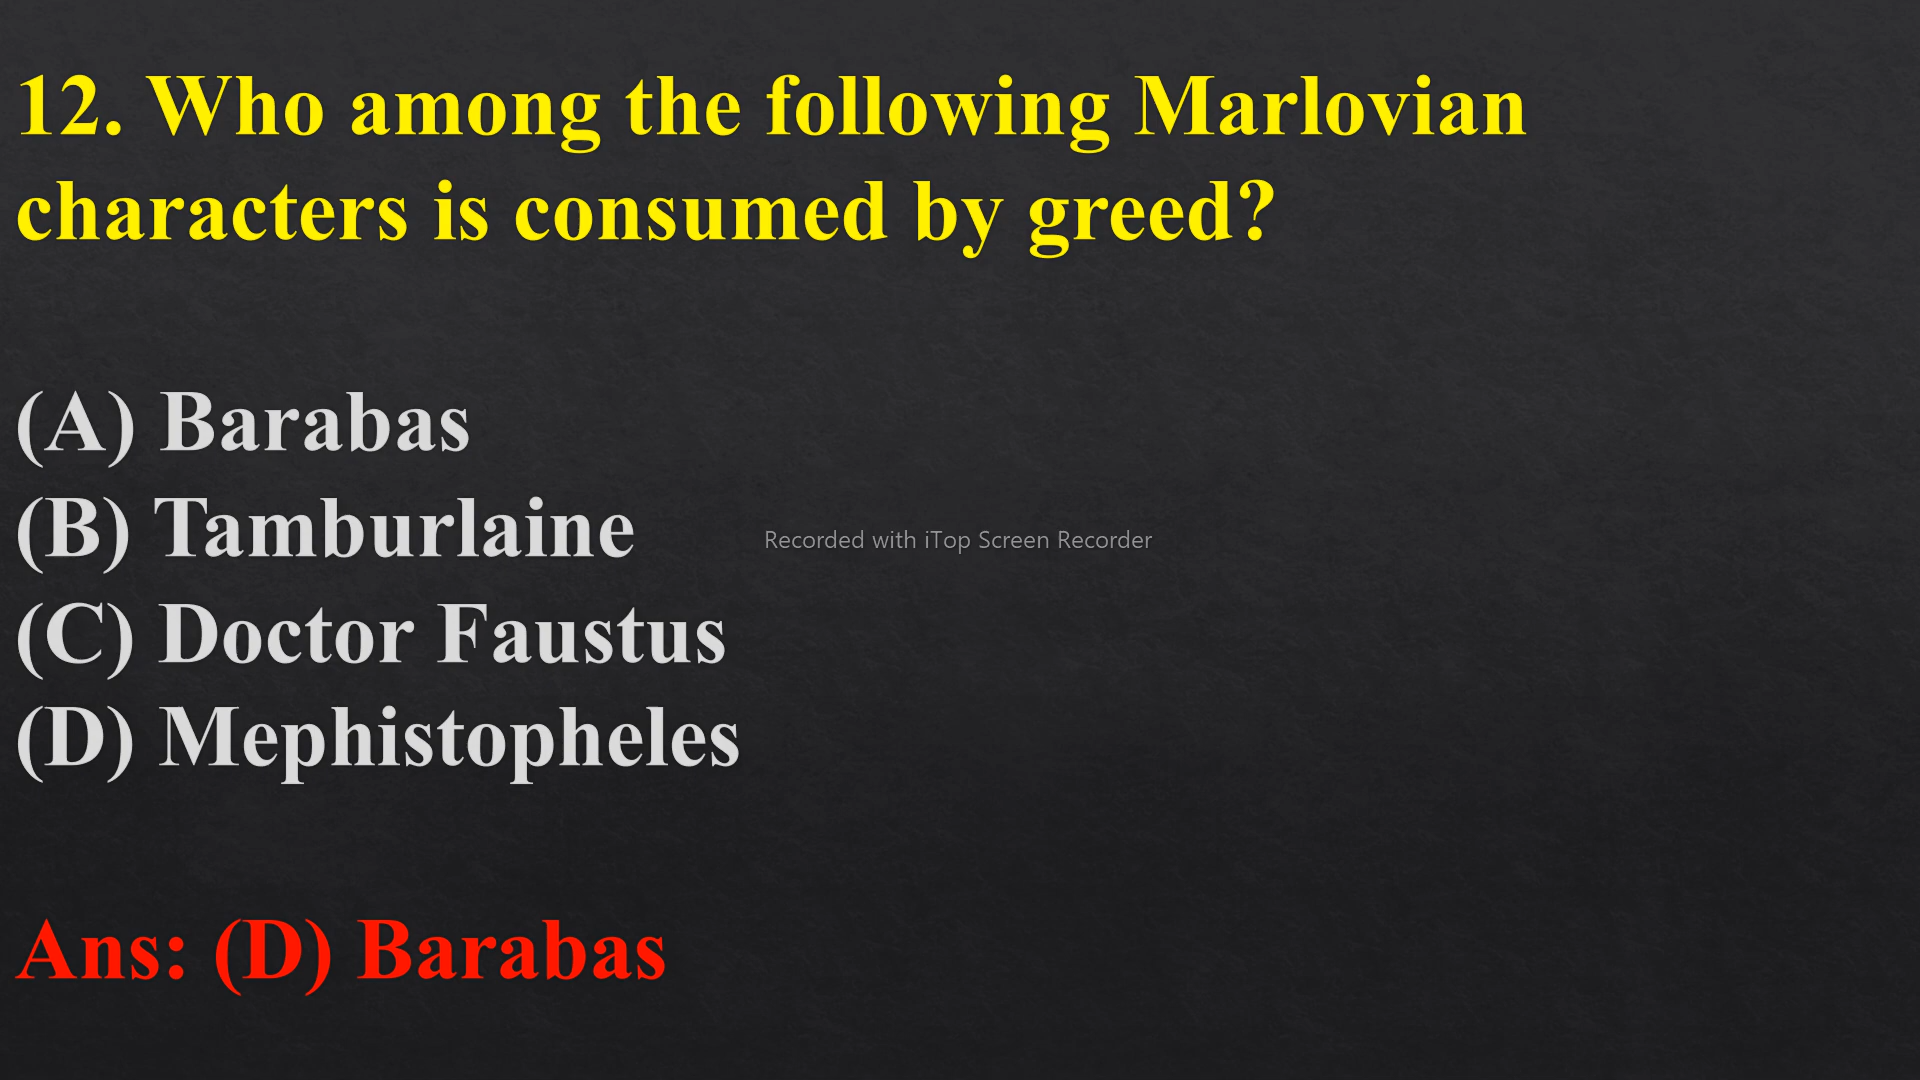 12. Who among the following Marlovian
characters is consumed by greed?
(A) Barabas
(B) Tamburlaine
Recorded with iTop Screen Recorder
(C) Doctor Faustus
(D) Mephistopheles
Ans: (D) Barabas